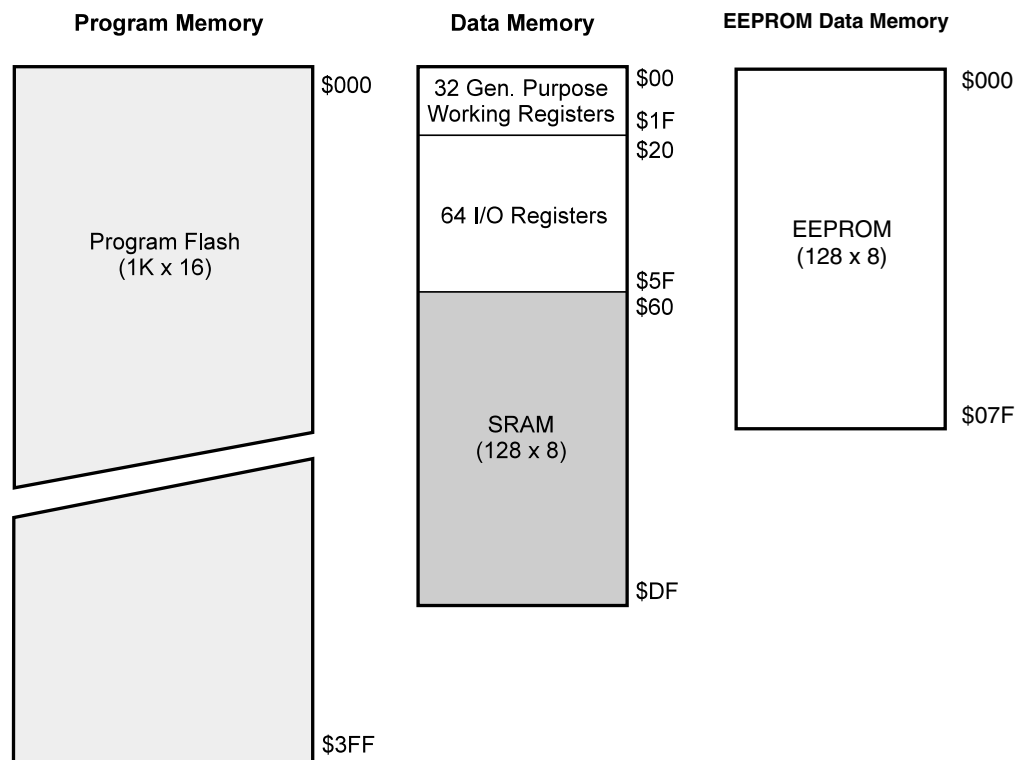 Program Memory
$000
Program Flash
(1K x 16)
$3FF
Data Memory
32 Gen. Purpose
Working Registers
$00
$1F
$20
64 I/O Registers
$5F
$60
SRAM
(128 x 8)
$DF
EEPROM Data Memory
$000
EEPROM
(128 x 8)
$07F